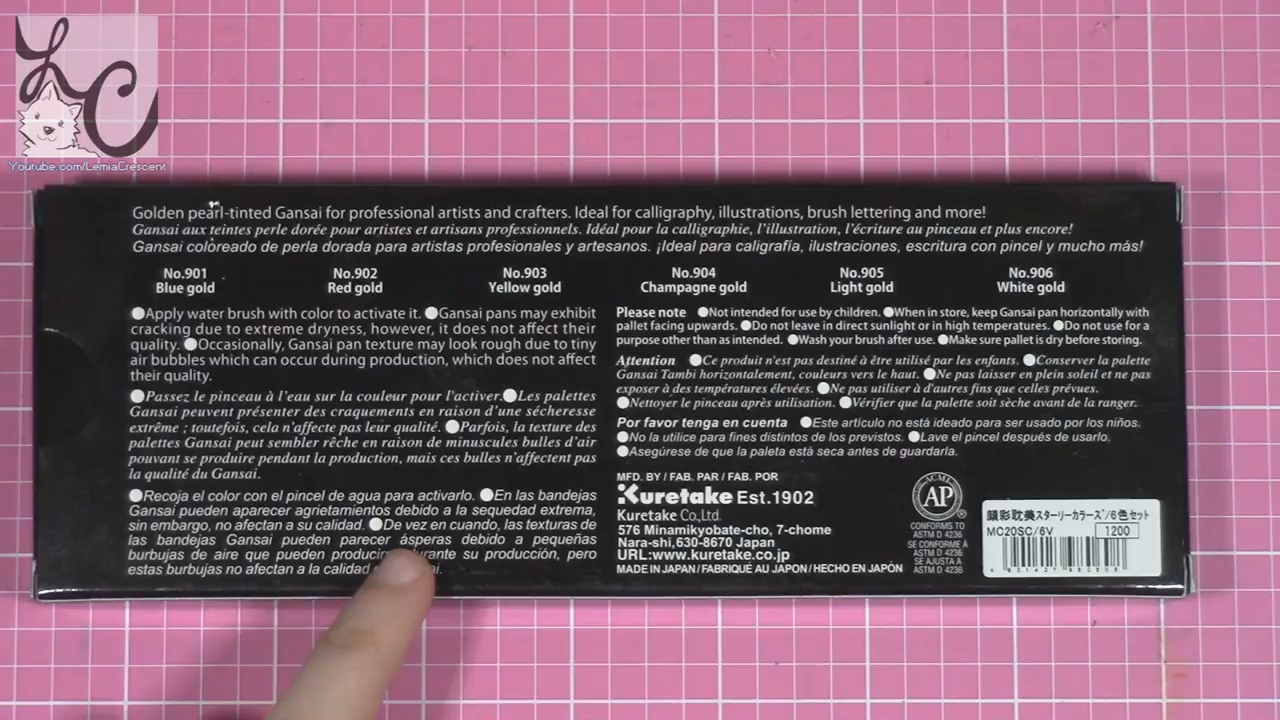 LC
Youtube.com/LemiaCrescent
Golden pearl-tinted Gansai for professional artists and crafters. Ideal for calligraphy, illustrations, brush lettering and more!
Gansai aux teintes perle dorée pour artistes et artisans professionnels. Idéal pour la calligraphie, l'illustration, l'écriture au pinceau et plus encore!
Gansai coloreado de perla dorada para artistas profesionales y artesanos. ¡Ideal para caligrafía, ilustraciones, escritura con pincel y mucho más!
No.901
Blue gold
No.902
Red gold
No.903
Yellow gold
No.904
Champagne gold
No.905
Light gold
No.906
White gold
●Apply water brush with color to activate it. ●Gansai pans may exhibit
cracking due to extreme dryness, however, it does not affect their
quality. ●Occasionally, Gansai pan texture may look rough due to tiny
air bubbles which can occur during production, which does not affect
their quality.
●Passez le pinceau à l'eau sur la couleur pour l'activer.●Les palettes
Gansai peuvent présenter des craquements en raison d'une sécheresse
extrême ; toutefois, cela n'affecte pas leur qualité. ●Parfois, la texture des
palettes Gansai peut sembler rêche en raison de minuscules bulles d'air
pouvant se produire pendant la production, mais ces bulles n'affectent pas
la qualité du Gansai.
●Recoja el color con el pincel de agua para activarlo. ●En las bandejas
Gansai pueden aparecer agrietamientos debido a la sequedad extrema,
sin embargo, no afectan a su calidad. ●De vez en cuando, las texturas de
las bandejas Gansai pueden parecer ásperas debido a pequeñas
burbujas de aire que pueden producir durante su producción, pero
estas burbujas no afectan a la calidad
Please note ●Not intended for use by children. ●When in store, keep Gansai pan horizontally with
pallet facing upwards. ●Do not leave in direct sunlight or in high temperatures. ●Do not use for a
purpose other than as intended. ●Wash your brush after use. ●Make sure pallet is dry before storing.
Attention ●Ce produit n'est pas destiné à être utilisé par les enfants. ●Conserver la palette
Gansai Tambi horizontalement, couleurs vers le haut. ●Ne pas laisser en plein soleil et ne pas
exposer à des températures élevées. ●Ne pas utiliser à d'autres fins que celles prévues.
●Nettoyer le pinceau après utilisation. ●Vérifier que la palette soit sèche avant de la ranger.
Por favor tenga en cuenta ●Este artículo no está ideado para ser usado por los niños.
●No la utilice para fines distintos de los previstos. ●Lave el pincel después de usarlo.
●Asegúrese de que la paleta está seca antes de guardarla.
MFD. BY / FAB. PAR / FAB. POR
Kuretake Est.1902
Kuretake Co.,Ltd.
576 Minamikyobate-cho, 7-chome
Nara-shi, 630-8670 Japan
URL:www.kuretake.co.jp
MADE IN JAPAN / FABRIQUÉ AU JAPON / HECHO EN JAPÓN
ACMI
AP
CONFORMS TO
ASTM D 4236
SE CONFORME À
ASTM D 4236
SE AJUSTA A
ASTM D 4236
顔彩耽美スターリーカラーズ/6色セット
MC20SC/6V 1200